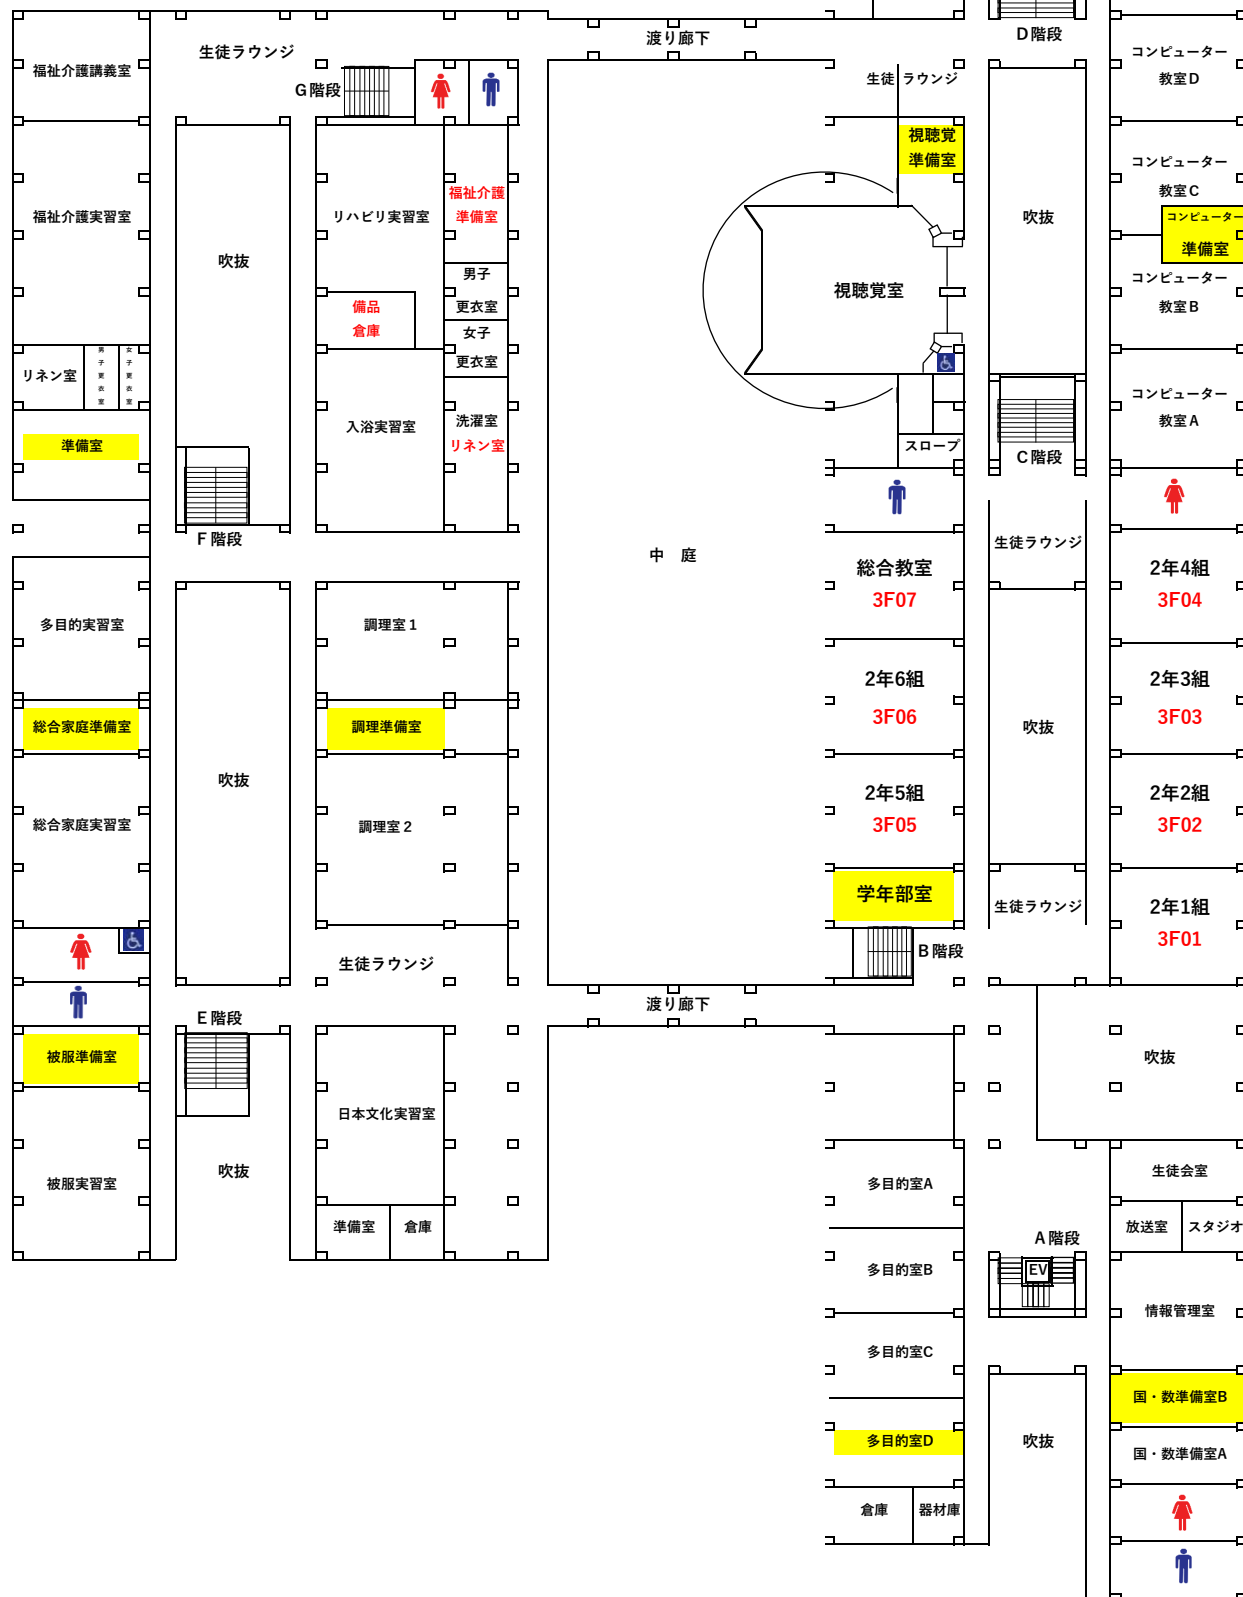 生徒ラウンジ
渡り廊下
D階段
コンピューター
教室D
福祉介護講義室
G階段
生徒 ラウンジ
視聴覚
準備室
コンピューター
教室C
福祉介護
準備室
福祉介護実習室
リハビリ実習室
吹抜
コンピューター
準備室
吹抜
男子
更衣室
コンピューター
教室B
視聴覚室
備品
倉庫
女子
更衣室
リネン室
男子更衣室
女子更衣室
コンピューター
教室A
入浴実習室
洗濯室
リネン室
準備室
スロープ
C階段
F階段
生徒ラウンジ
中 庭
総合教室
3F07
2年4組
3F04
多目的実習室
調理室1
2年6組
3F06
2年3組
3F03
総合家庭準備室
調理準備室
吹抜
吹抜
2年5組
3F05
2年2組
3F02
総合家庭実習室
調理室2
学年部室
生徒ラウンジ
2年1組
3F01
B階段
生徒ラウンジ
渡り廊下
E階段
被服準備室
吹抜
日本文化実習室
吹抜
被服実習室
多目的室A
生徒会室
準備室
倉庫
放送室
スタジオ
A階段
EV
多目的室B
情報管理室
多目的室C
国・数準備室B
多目的室D
吹抜
国・数準備室A
倉庫
器材庫